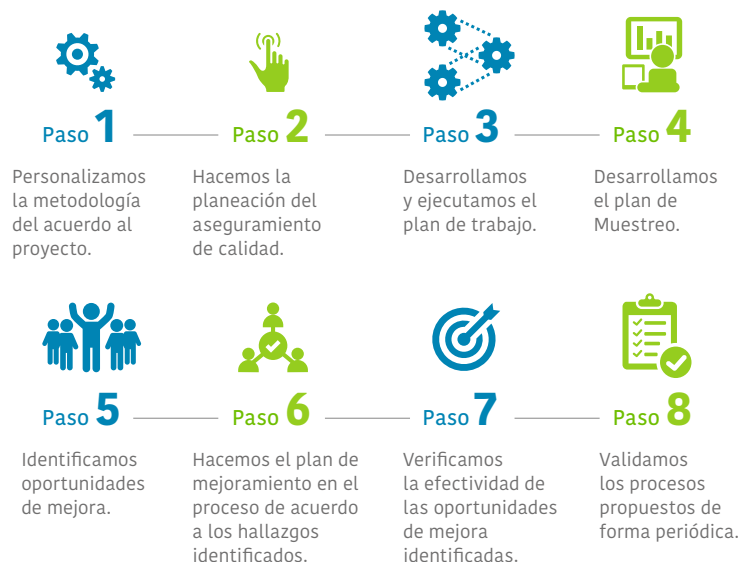 Paso 1
Paso 2
Paso 3
Paso 4
Personalizamos
la metodología
del acuerdo al
proyecto.
Hacemos la
planeación del
aseguramiento
de calidad.
Desarrollamos
y ejecutamos el
plan de trabajo.
Desarrollamos
el plan de
Muestreo.
Paso 5
Paso 6
Paso 7
Paso 8
Identificamos
oportunidades
de mejora.
Hacemos el plan de
mejoramiento en el
proceso de acuerdo
a los hallazgos
identificados.
Verificamos
la efectividad de
las oportunidades
de mejora
identificadas.
Validamos
los procesos
propuestos de
forma periódica.